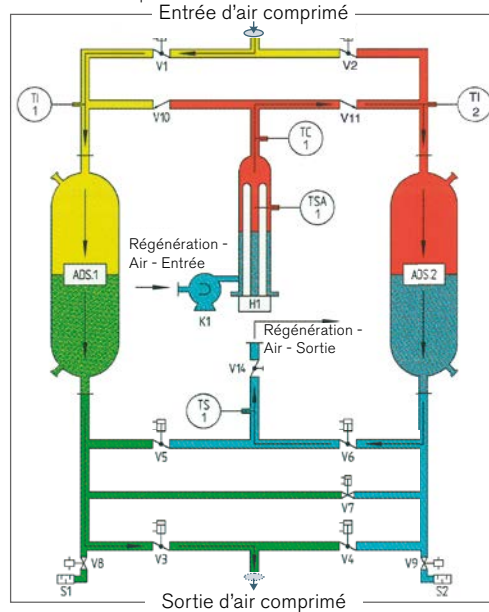 Entrée d'air comprimé
V1
V2
TI
1
V10
V11
TI
2
TC
1
TSA
1
Régénération -
Air - Entrée
ADS.1
ADS.2
K1
H1
Régénération -
Air - Sortie
V14
TS
1
V5
V6
V7
V3
V4
V8
V9
S1
S2
Sortie d'air comprimé